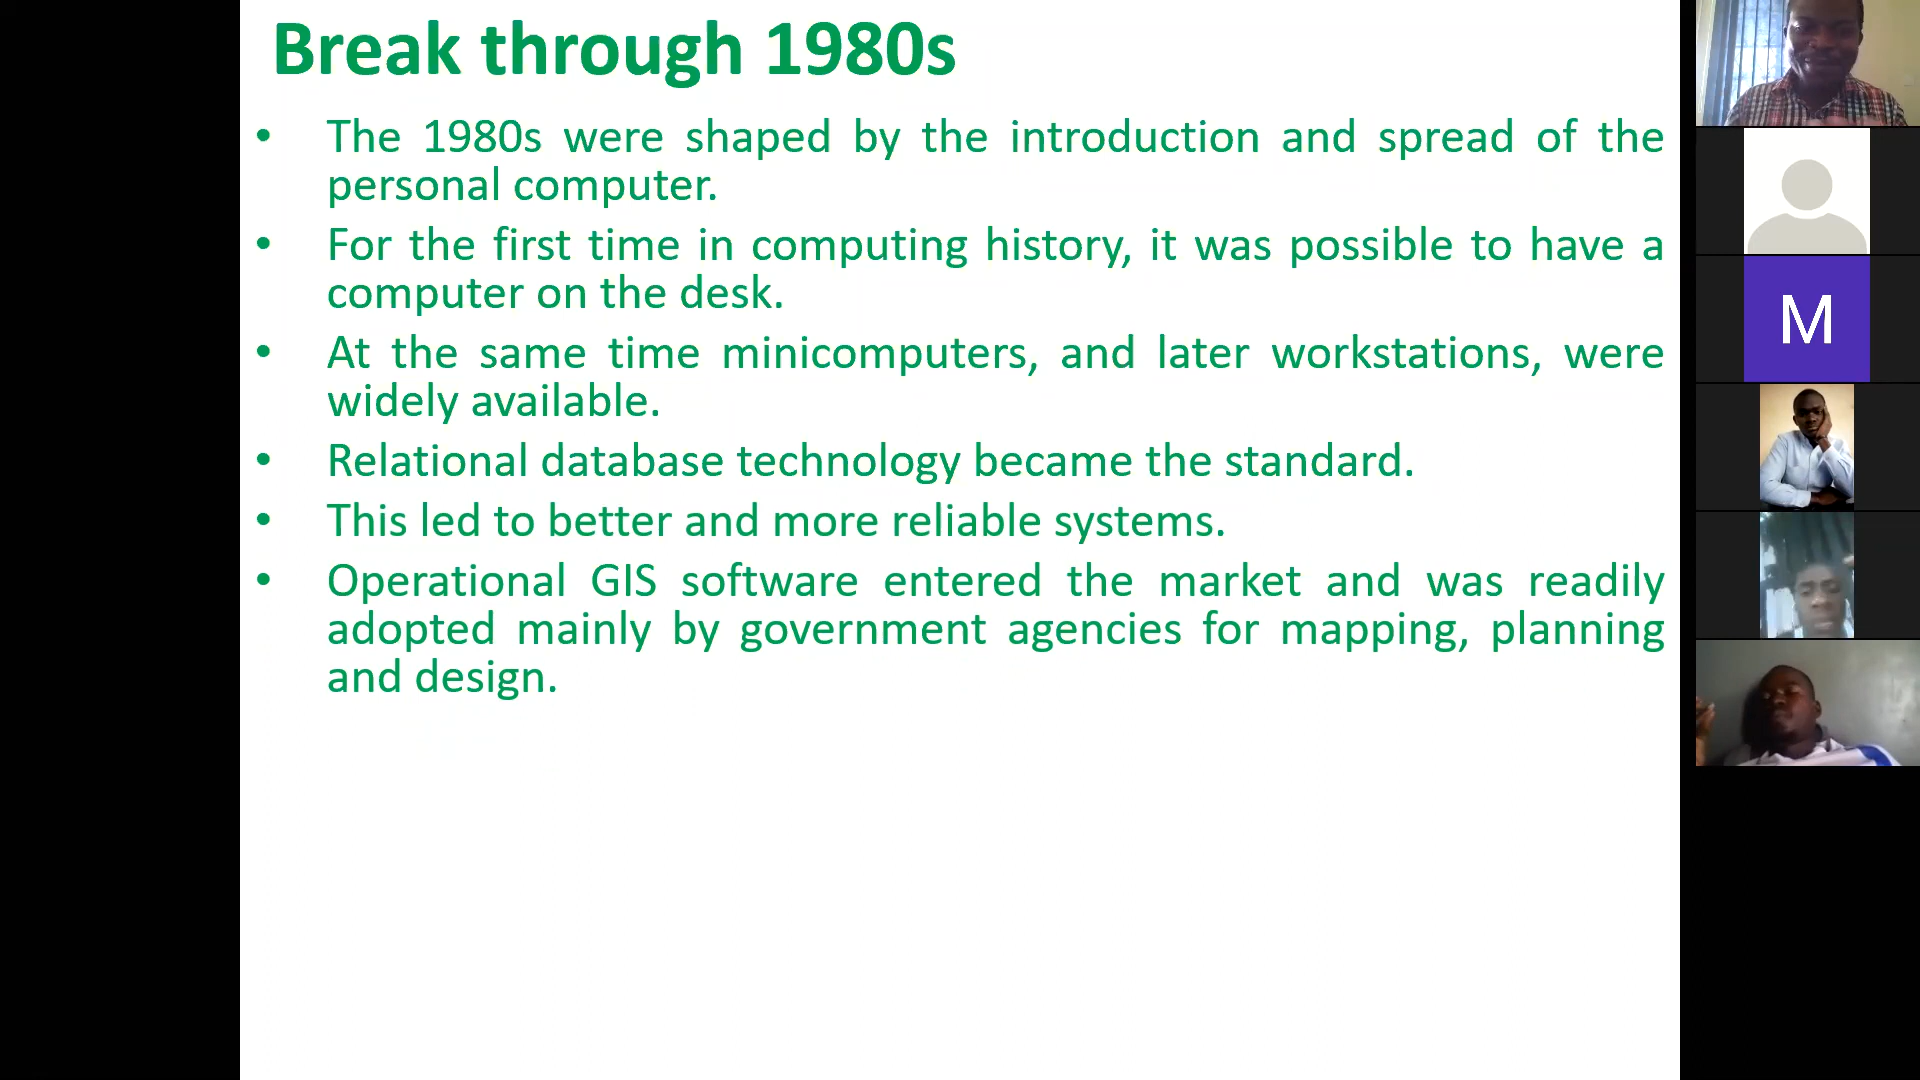 Break through 1980s
• The 1980s were shaped by the introduction and spread of the
personal computer.
• For the first time in computing history, it was possible to have a
computer on the desk.
• At the same time minicomputers, and later workstations, were
widely available.
• Relational database technology became the standard.
• This led to better and more reliable systems.
• Operational GIS software entered the market and was readily
adopted mainly by government agencies for mapping, planning
and design.
M